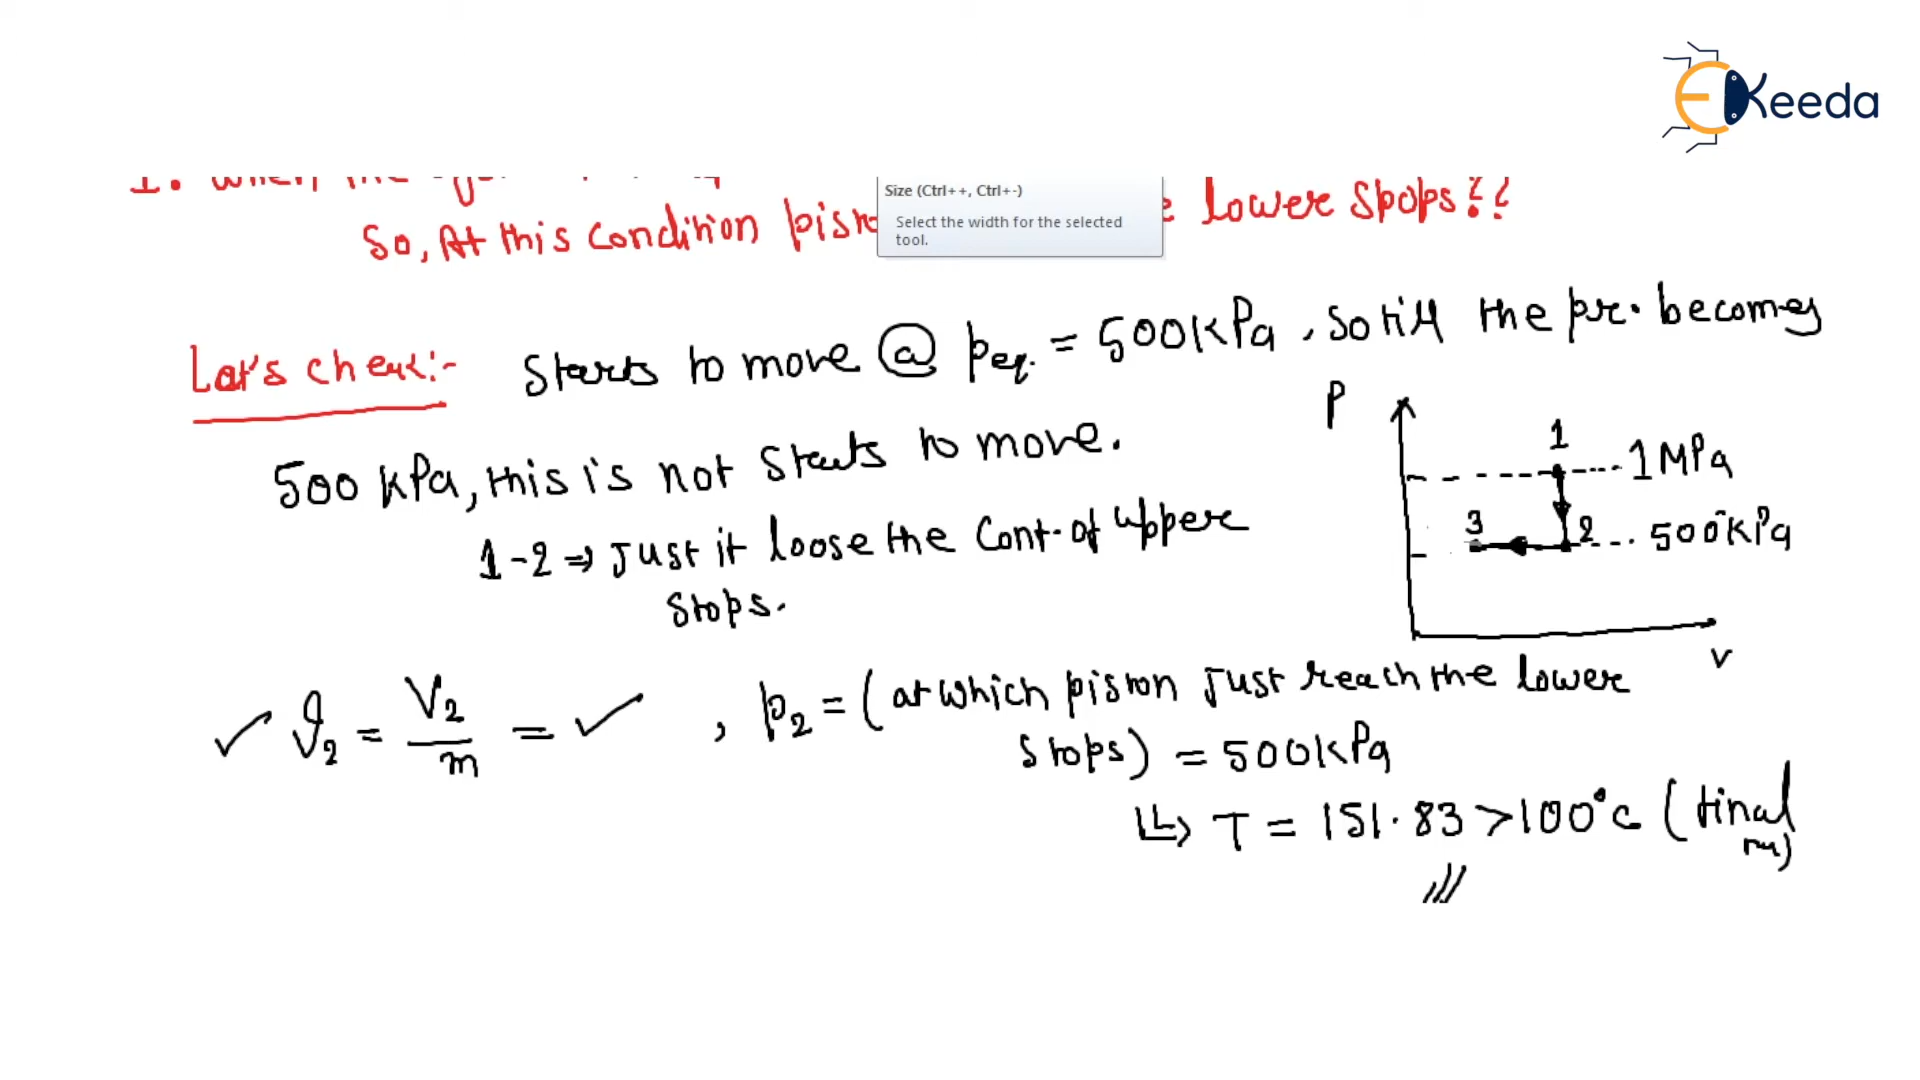 Keeda
Size (Ctrl++, Ctrl+-)
Select the width for the selected
tool.
So, At this condition lower Stops??
Let's check:- Starts to move @ peq. = 500kPa, So till the pr. becomes
500 kPa, this is not Starts to move.
1-2 ⇒ Just it loose the Cont. of upper
Stops.
P
1
1MPa
3
2
500kPa
V
✓ ϑ2 = V2/m = ✓ , p2 = (at which piston Just reach the lower
Stops) = 500kPa
↳ T = 151.83 > 100°c (final